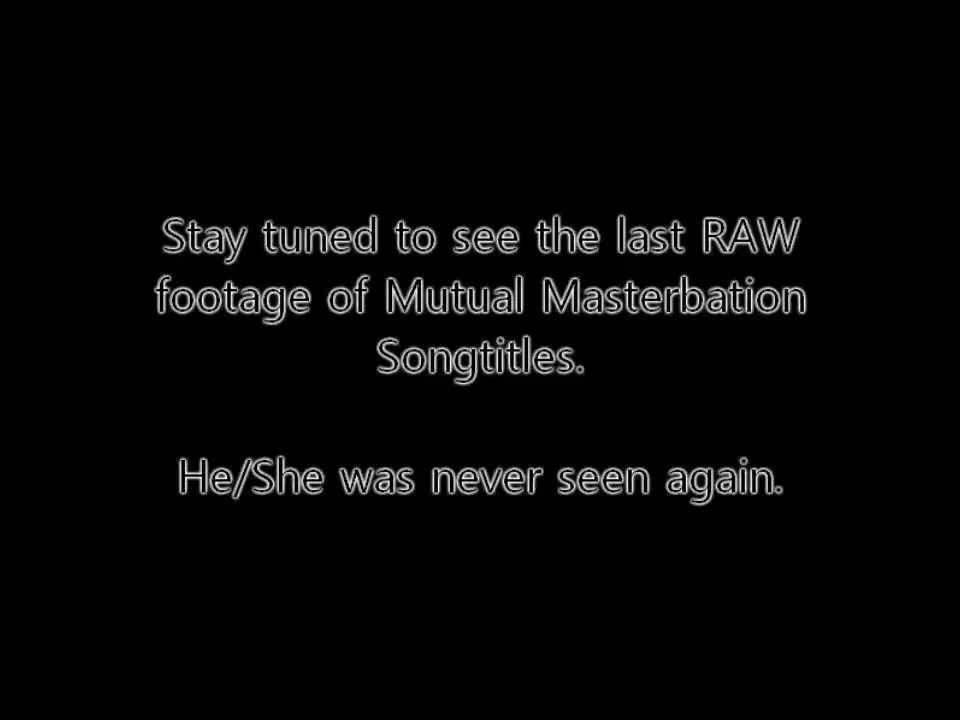 Stay tuned to see the last RAW
footage of Mutual Masterbation
Songtitles.
He/She was never seen again.